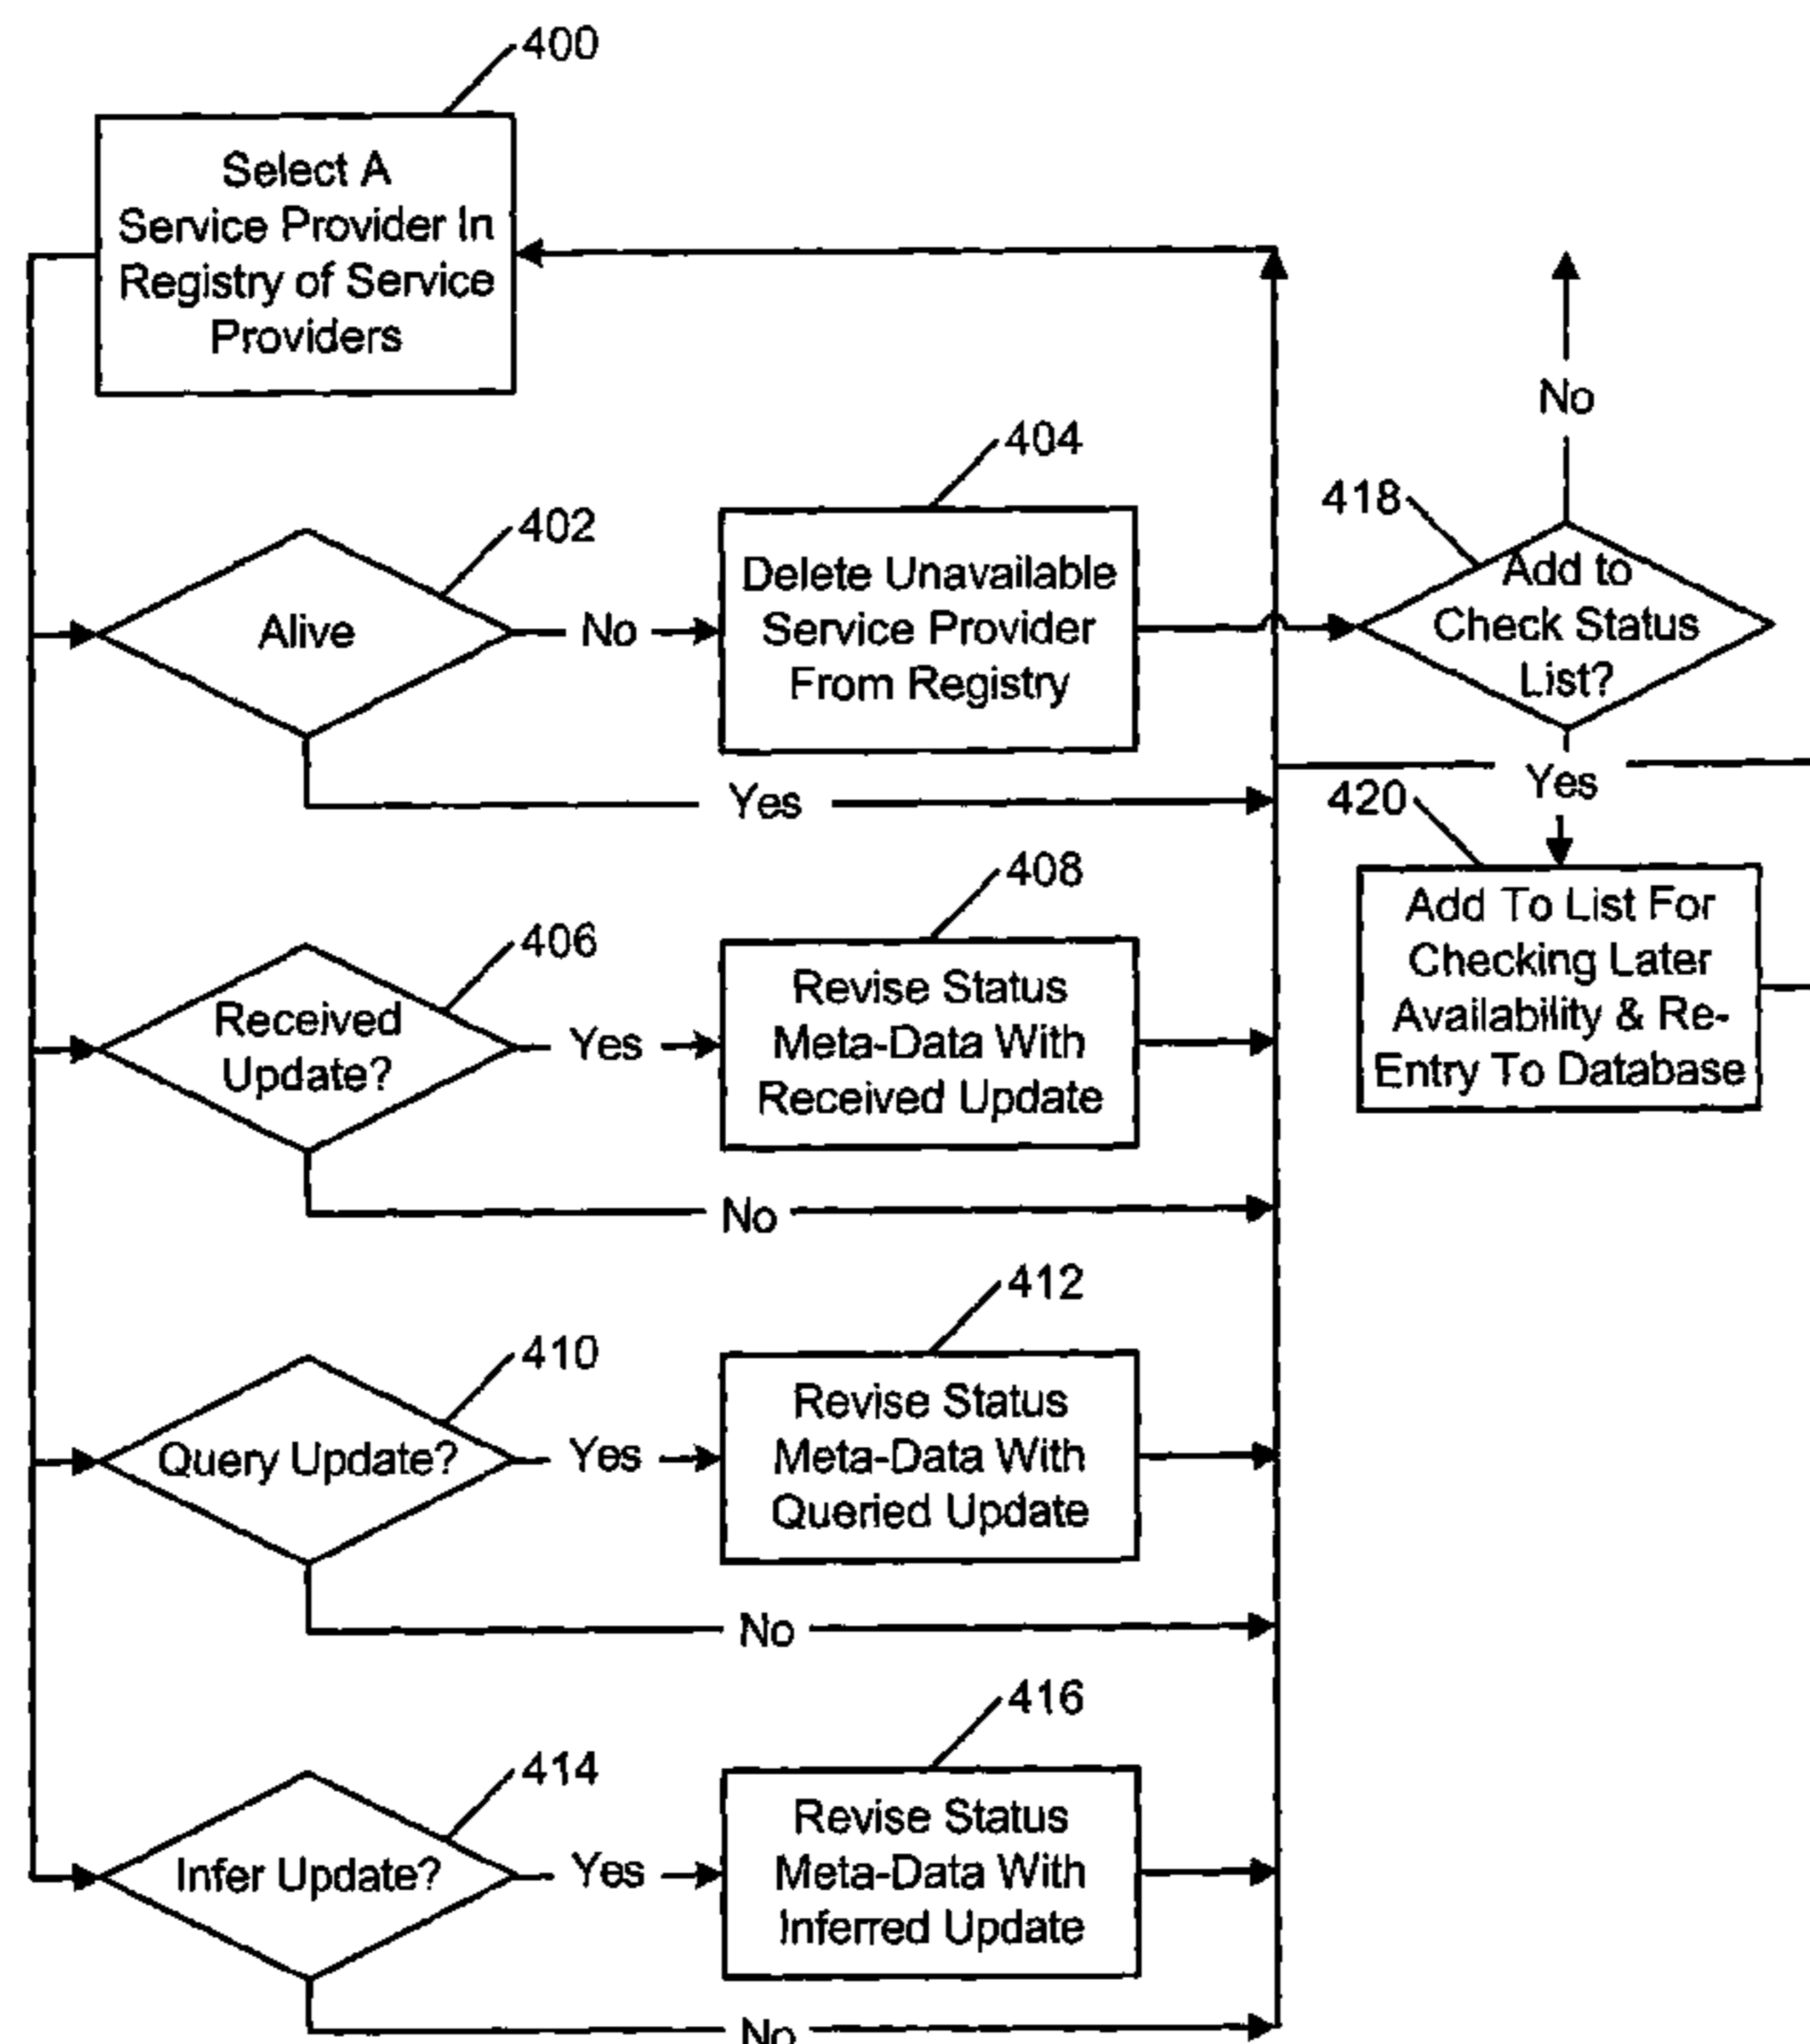 400
Select A
Service Provider In
Registry of Service
Providers
No
404
418
402
Alive
No
Delete Unavailable
Service Provider
From Registry
Add to
Check Status
List?
Yes
Yes
420
408
406
Received
Update?
Yes
Revise Status
Meta-Data With
Received Update
Add To List For
Checking Later
Availability & Re-
Entry To Database
No
412
410
Query Update?
Yes
Revise Status
Meta-Data With
Queried Update
No
416
414
Infer Update?
Yes
Revise Status
Meta-Data With
Inferred Update
No